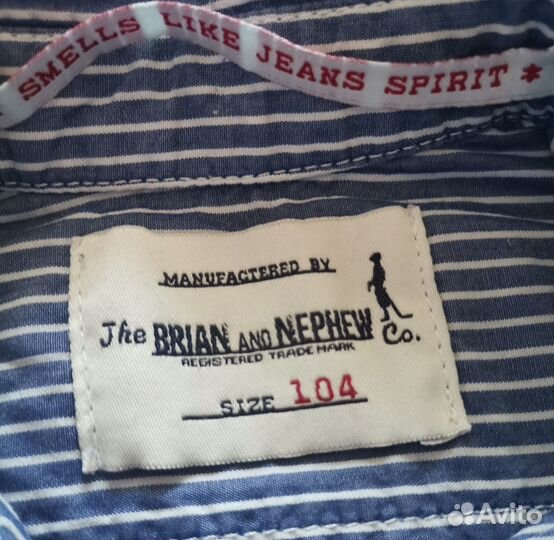 SMELLS LIKE JEANS SPIRIT *
MANUFACTERED BY
The BRIAN AND NEPHEW Co.
REGISTERED TRADE MARK
SIZE 104
Avito